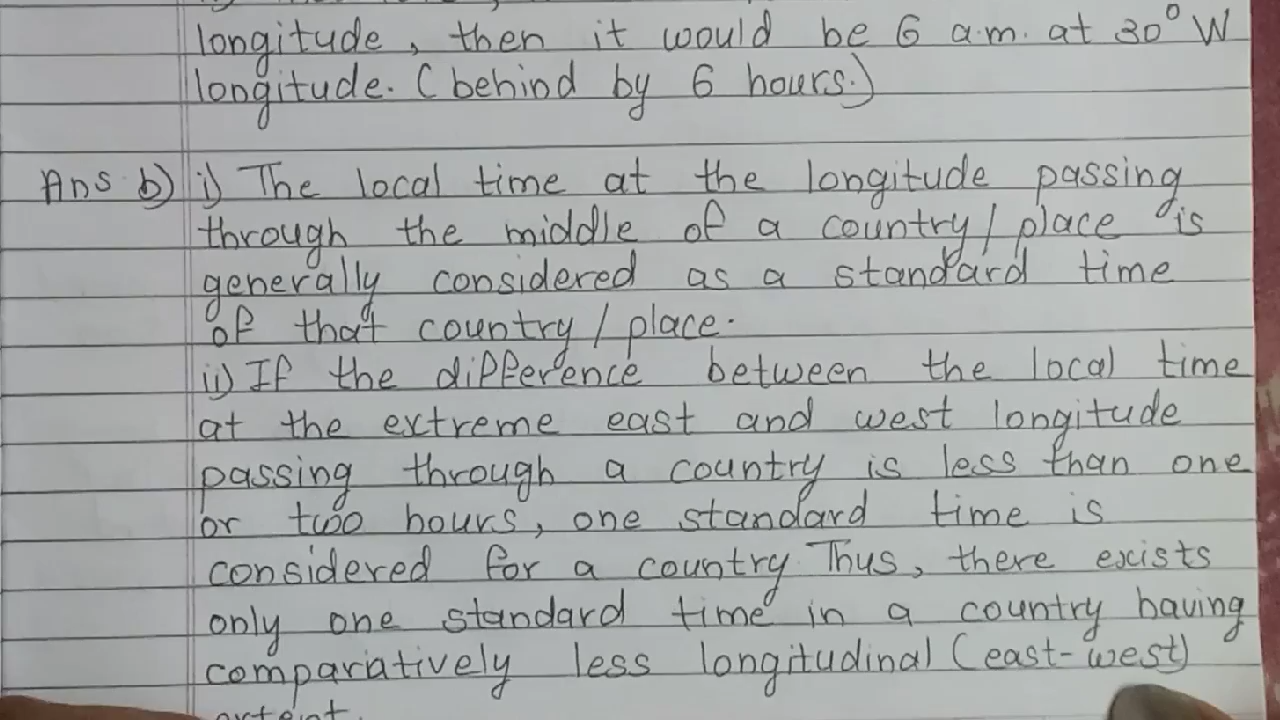 longitude, then it would be 6 a.m. at 30° W
longitude. (behind by 6 hours.)
Ans b) i) The local time at the longitude passing
through the middle of a country/place is
generally considered as a standard time
of that country/place.
ii) If the difference between the local time
at the extreme east and west longitude
passing through a country is less than one
or two hours, one standard time is
considered for a country. Thus, there exists
only one standard time in a country having
compariatively less longitudinal (east-west)
extent.